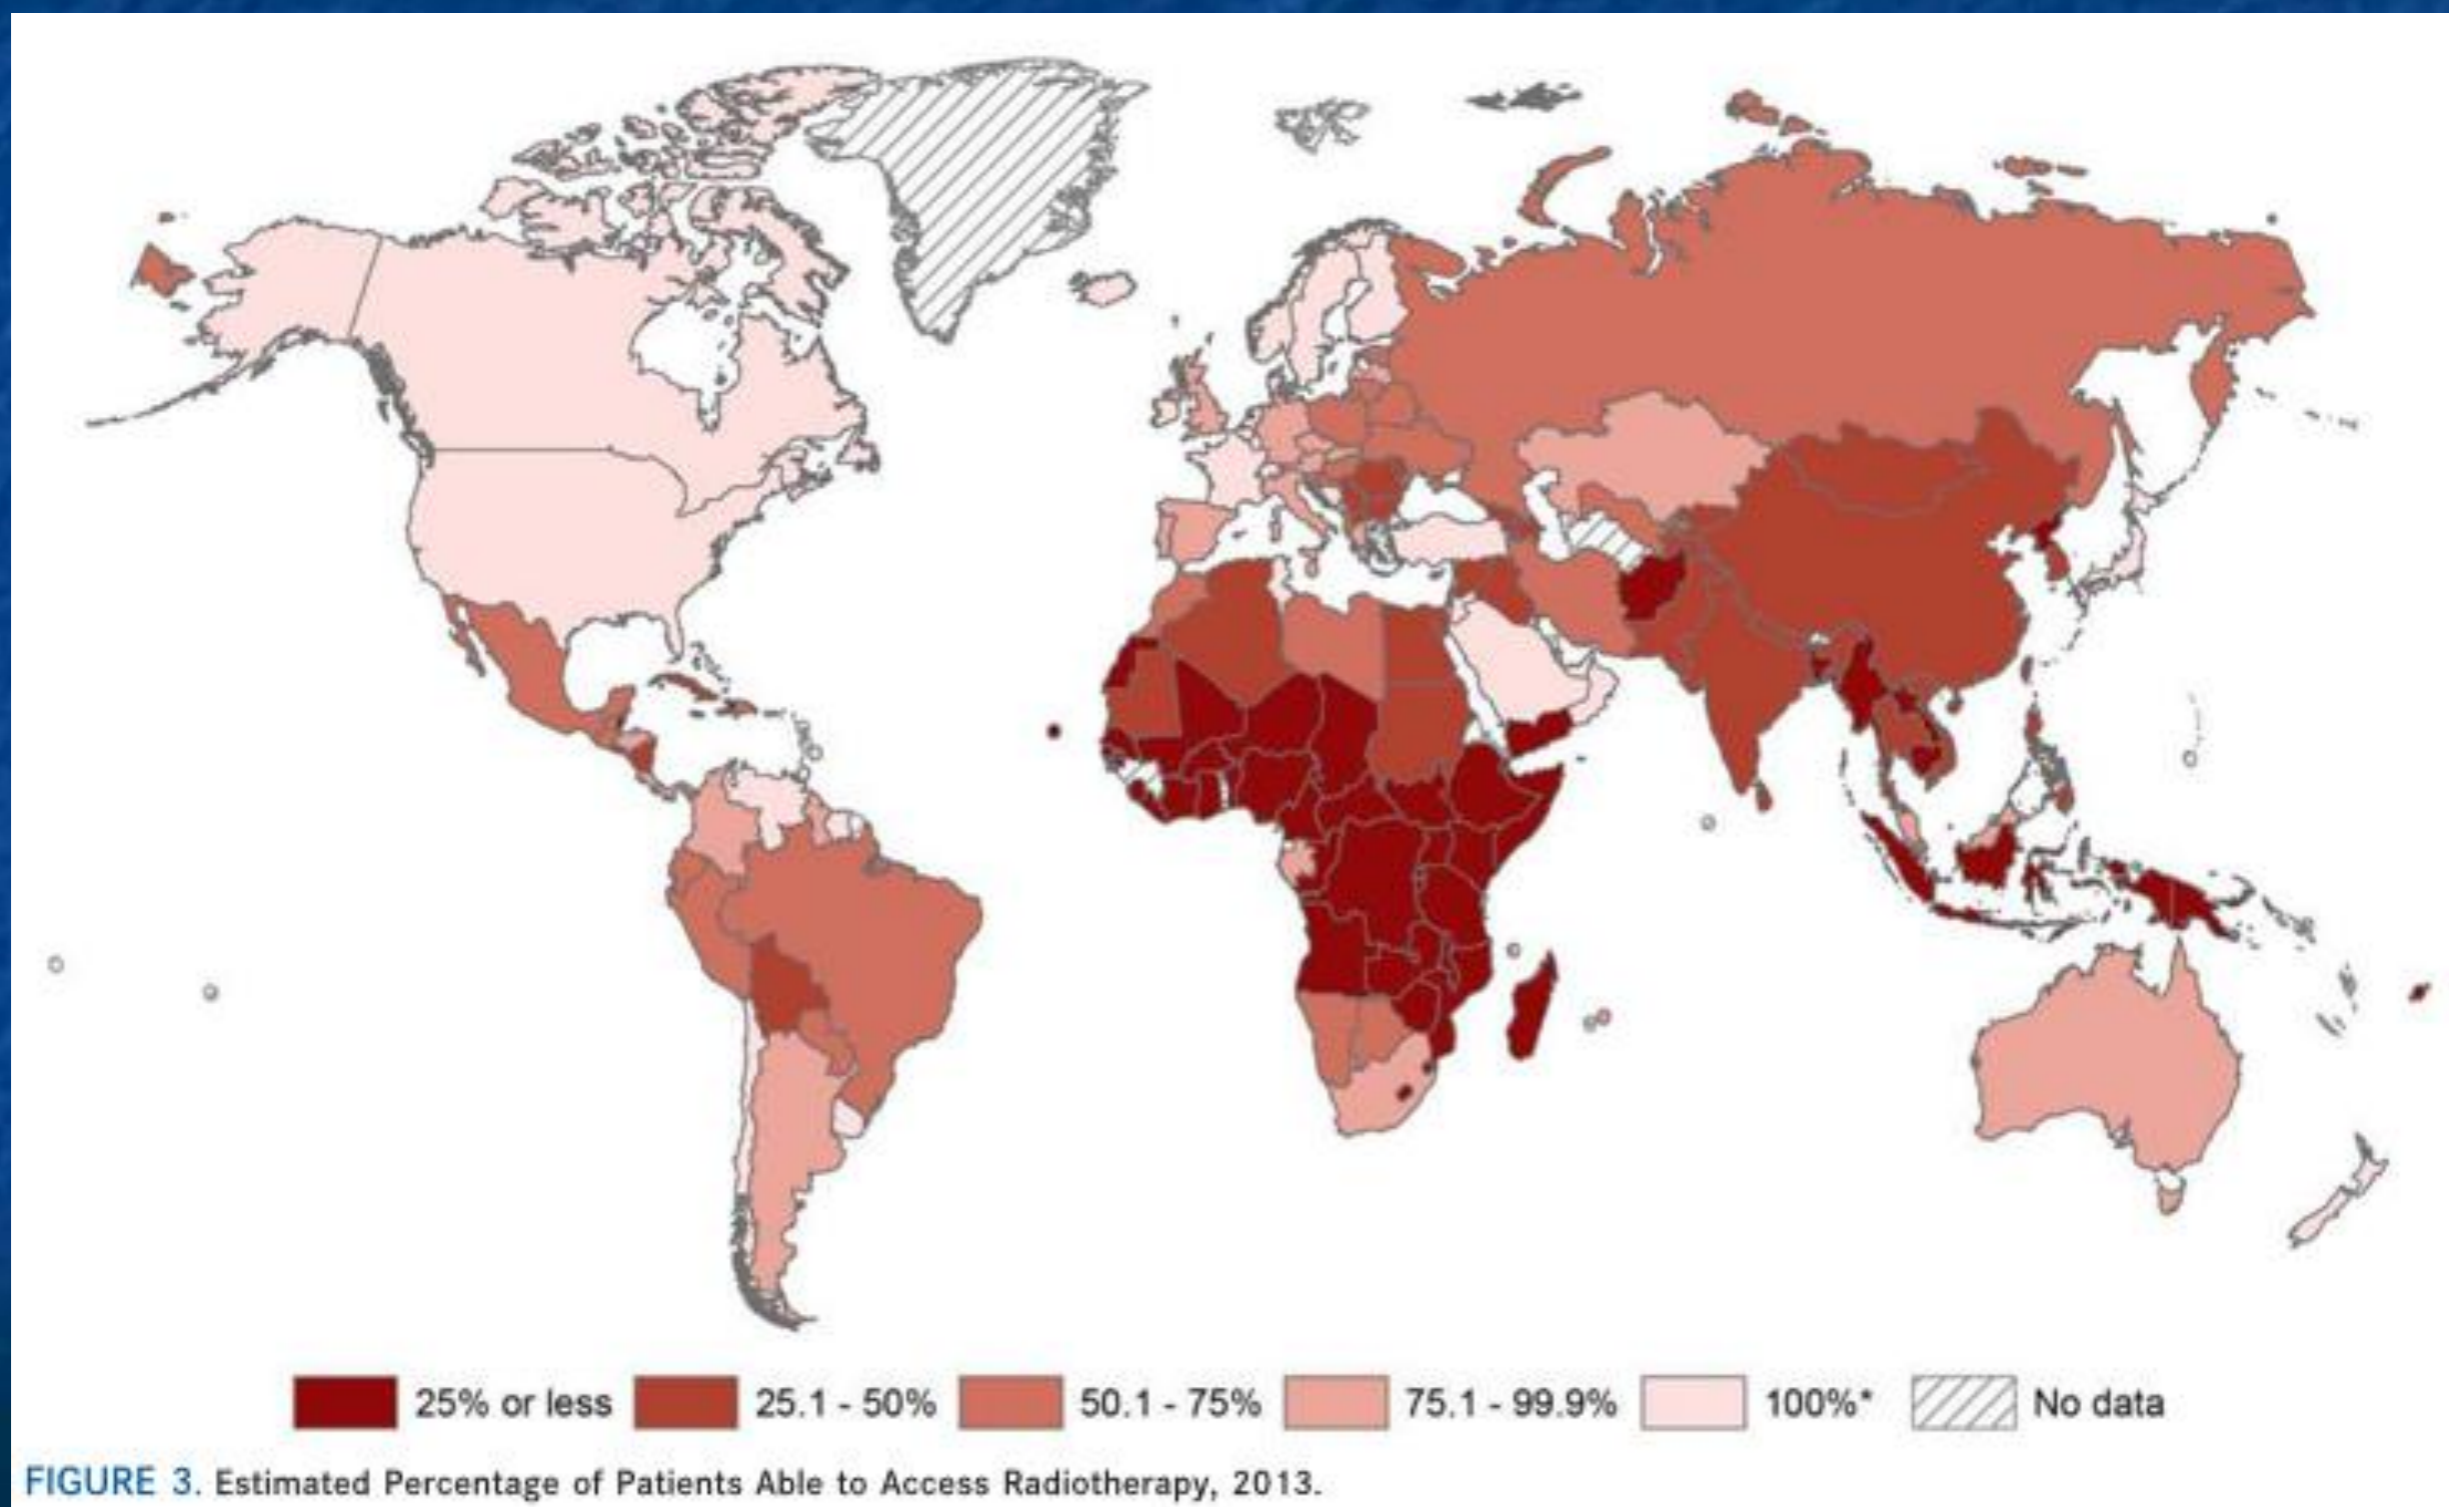 25% or less 25.1 - 50% 50.1 - 75% 75.1 - 99.9% 100%* No data
FIGURE 3. Estimated Percentage of Patients Able to Access Radiotherapy, 2013.